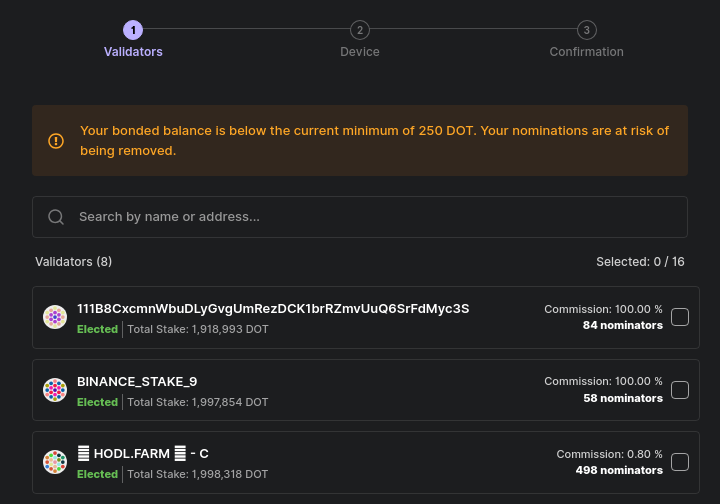 1 2 3
Validators Device Confirmation
Your bonded balance is below the current minimum of 250 DOT. Your nominations are at risk of
being removed.
Search by name or address...
Validators (8) Selected: 0 / 16
111B8CxcmnWbuDLyGvgUmRezDCK1brRZmvUuQ6SrFdMyc3S Commission: 100.00 %
Elected | Total Stake: 1,918,993 DOT 84 nominators
BINANCE_STAKE_9 Commission: 100.00 %
Elected | Total Stake: 1,997,854 DOT 58 nominators
䷀ HODL.FARM ䷀ - C Commission: 0.80 %
Elected | Total Stake: 1,998,318 DOT 498 nominators